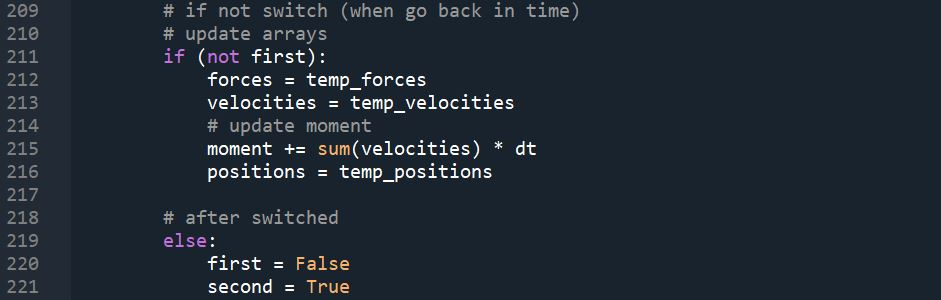 209 # if not switch (when go back in time)
210 # update arrays
211 if (not first):
212 forces = temp_forces
213 velocities = temp_velocities
214 # update moment
215 moment += sum(velocities) * dt
216 positions = temp_positions
217
218 # after switched
219 else:
220 first = False
221 second = True